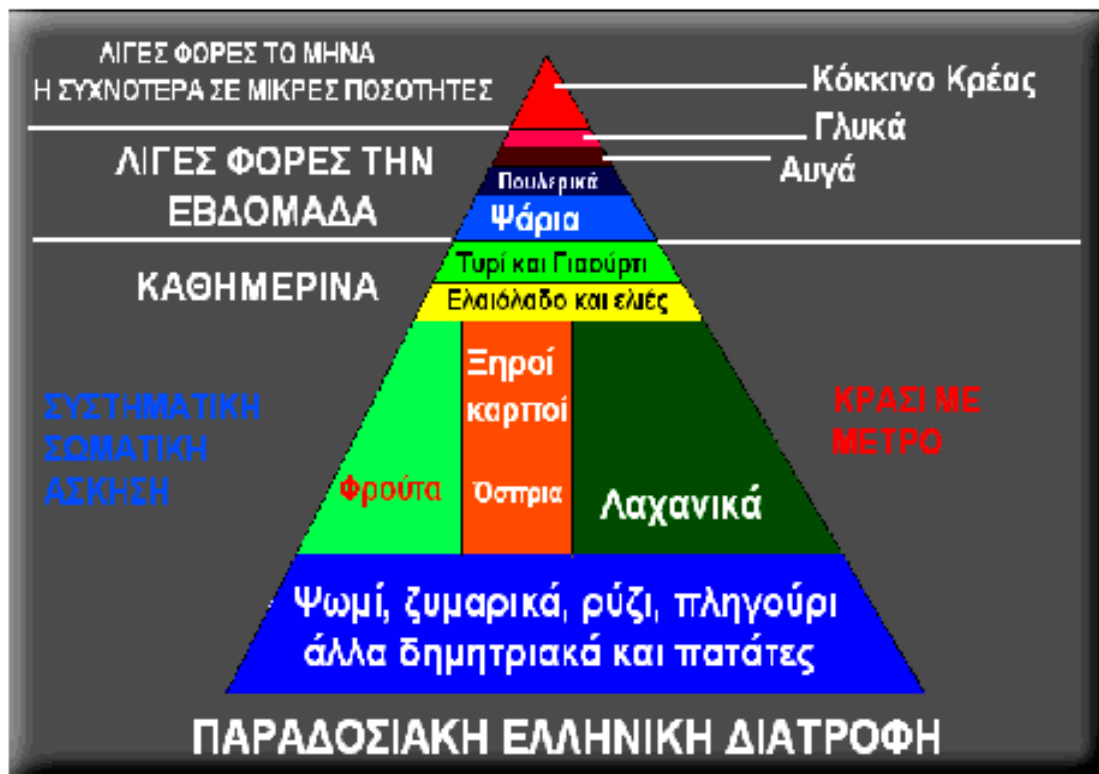 ΛΙΓΕΣ ΦΟΡΕΣ ΤΟ ΜΗΝΑ
Η ΣΥΧΝΟΤΕΡΑ ΣΕ ΜΙΚΡΕΣ ΠΟΣΟΤΗΤΕΣ
Κόκκινο Κρέας
Γλυκά
Αυγά
ΛΙΓΕΣ ΦΟΡΕΣ ΤΗΝ
ΕΒΔΟΜΑΔΑ
Πουλερικά
Ψάρια
ΚΑΘΗΜΕΡΙΝΑ
Τυρί και Γιαούρτι
Ελαιόλαδο και ελιές
ΣΥΣΤΗΜΑΤΙΚΗ
ΣΩΜΑΤΙΚΗ
ΑΣΚΗΣΗ
Φρούτα
Ξηροί
καρποί
Όσπρια
Λαχανικά
ΚΡΑΣΙ ΜΕ
ΜΕΤΡΟ
Ψωμί, ζυμαρικά, ρύζι, πληγούρι
άλλα δημητριακά και πατάτες
ΠΑΡΑΔΟΣΙΑΚΗ ΕΛΛΗΝΙΚΗ ΔΙΑΤΡΟΦΗ